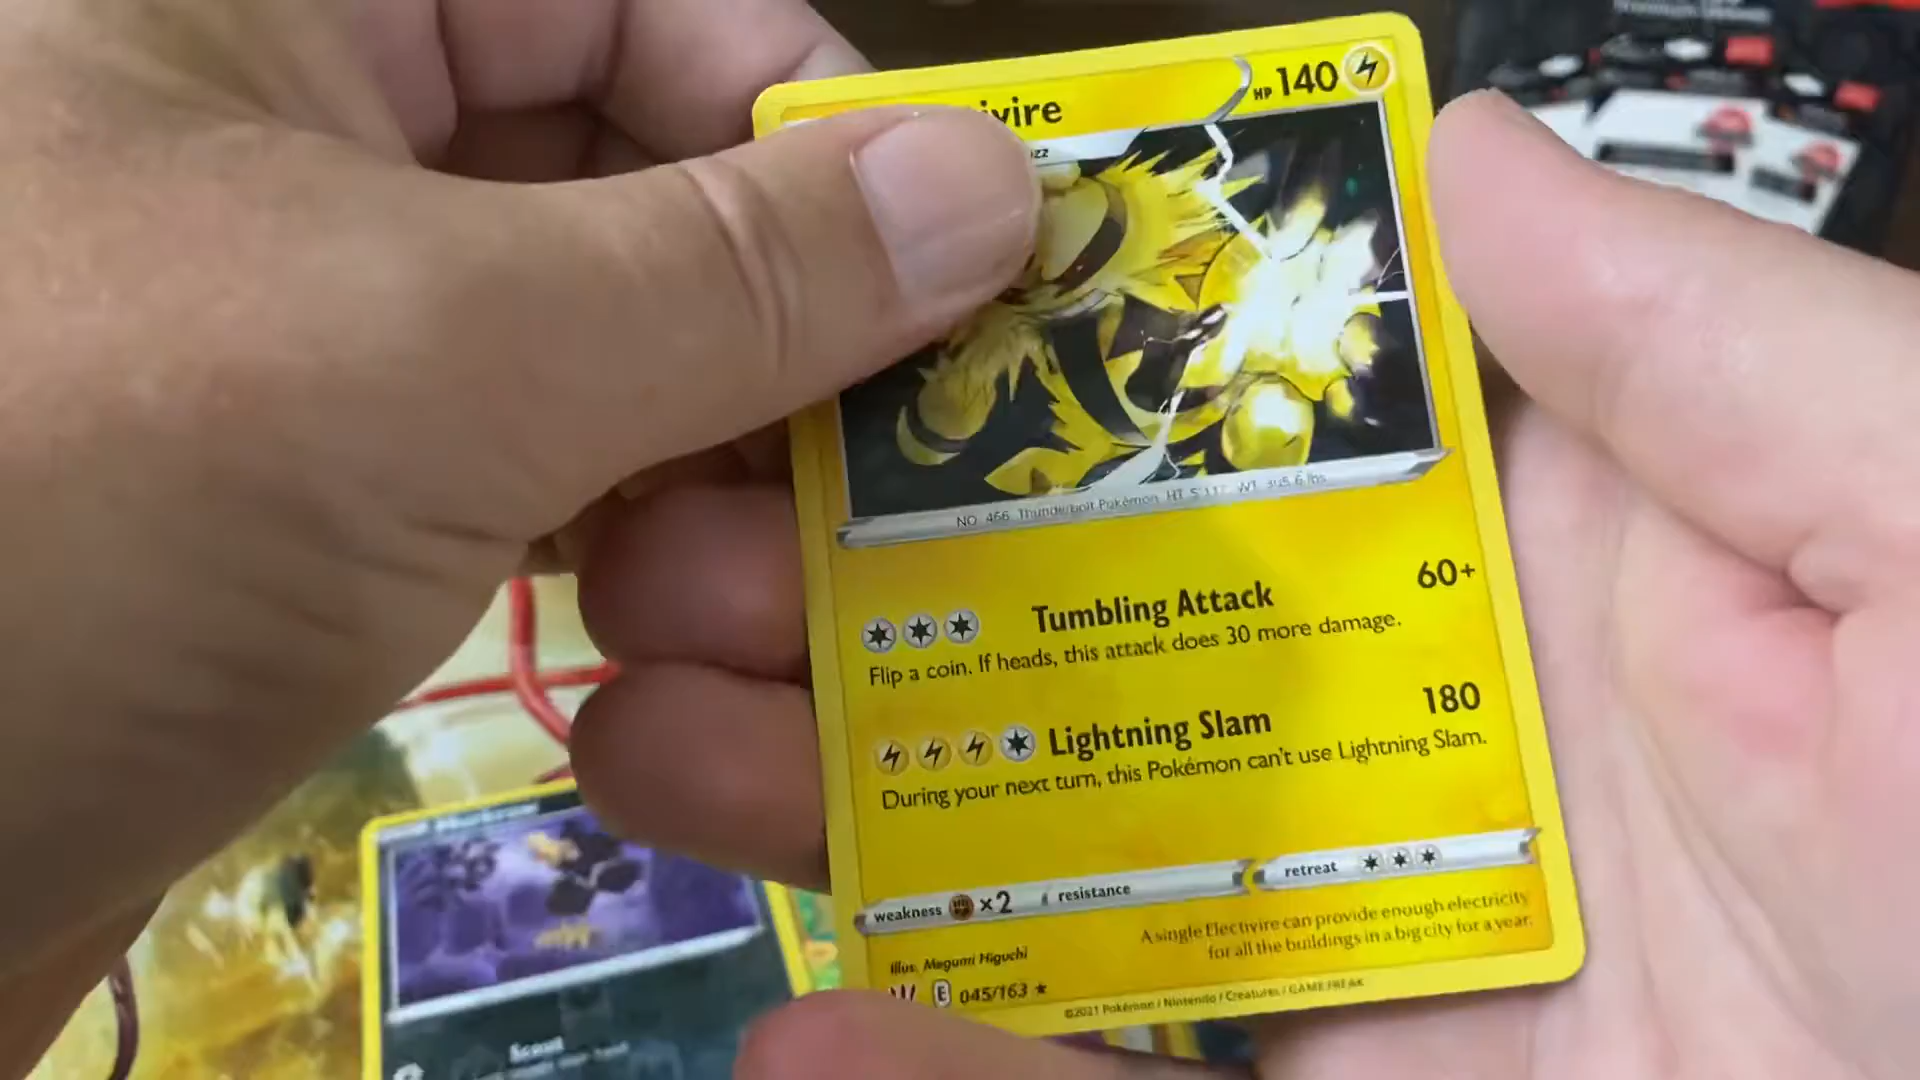 ivire
HP 140
zz
NO. 466 Thunderbolt Pokémon HT 5'11" WT 305.6 lbs
Tumbling Attack 60+
Flip a coin. If heads, this attack does 30 more damage.
Lightning Slam 180
During your next turn, this Pokémon can't use Lightning Slam.
weakness ×2 resistance retreat
A single Electivire can provide enough electricity
for all the buildings in a big city for a year.
Illus. Megumi Higuchi
E 045/163 ★
©2021 Pokémon / Nintendo / Creatures / GAME FREAK
Murkrow
Scout